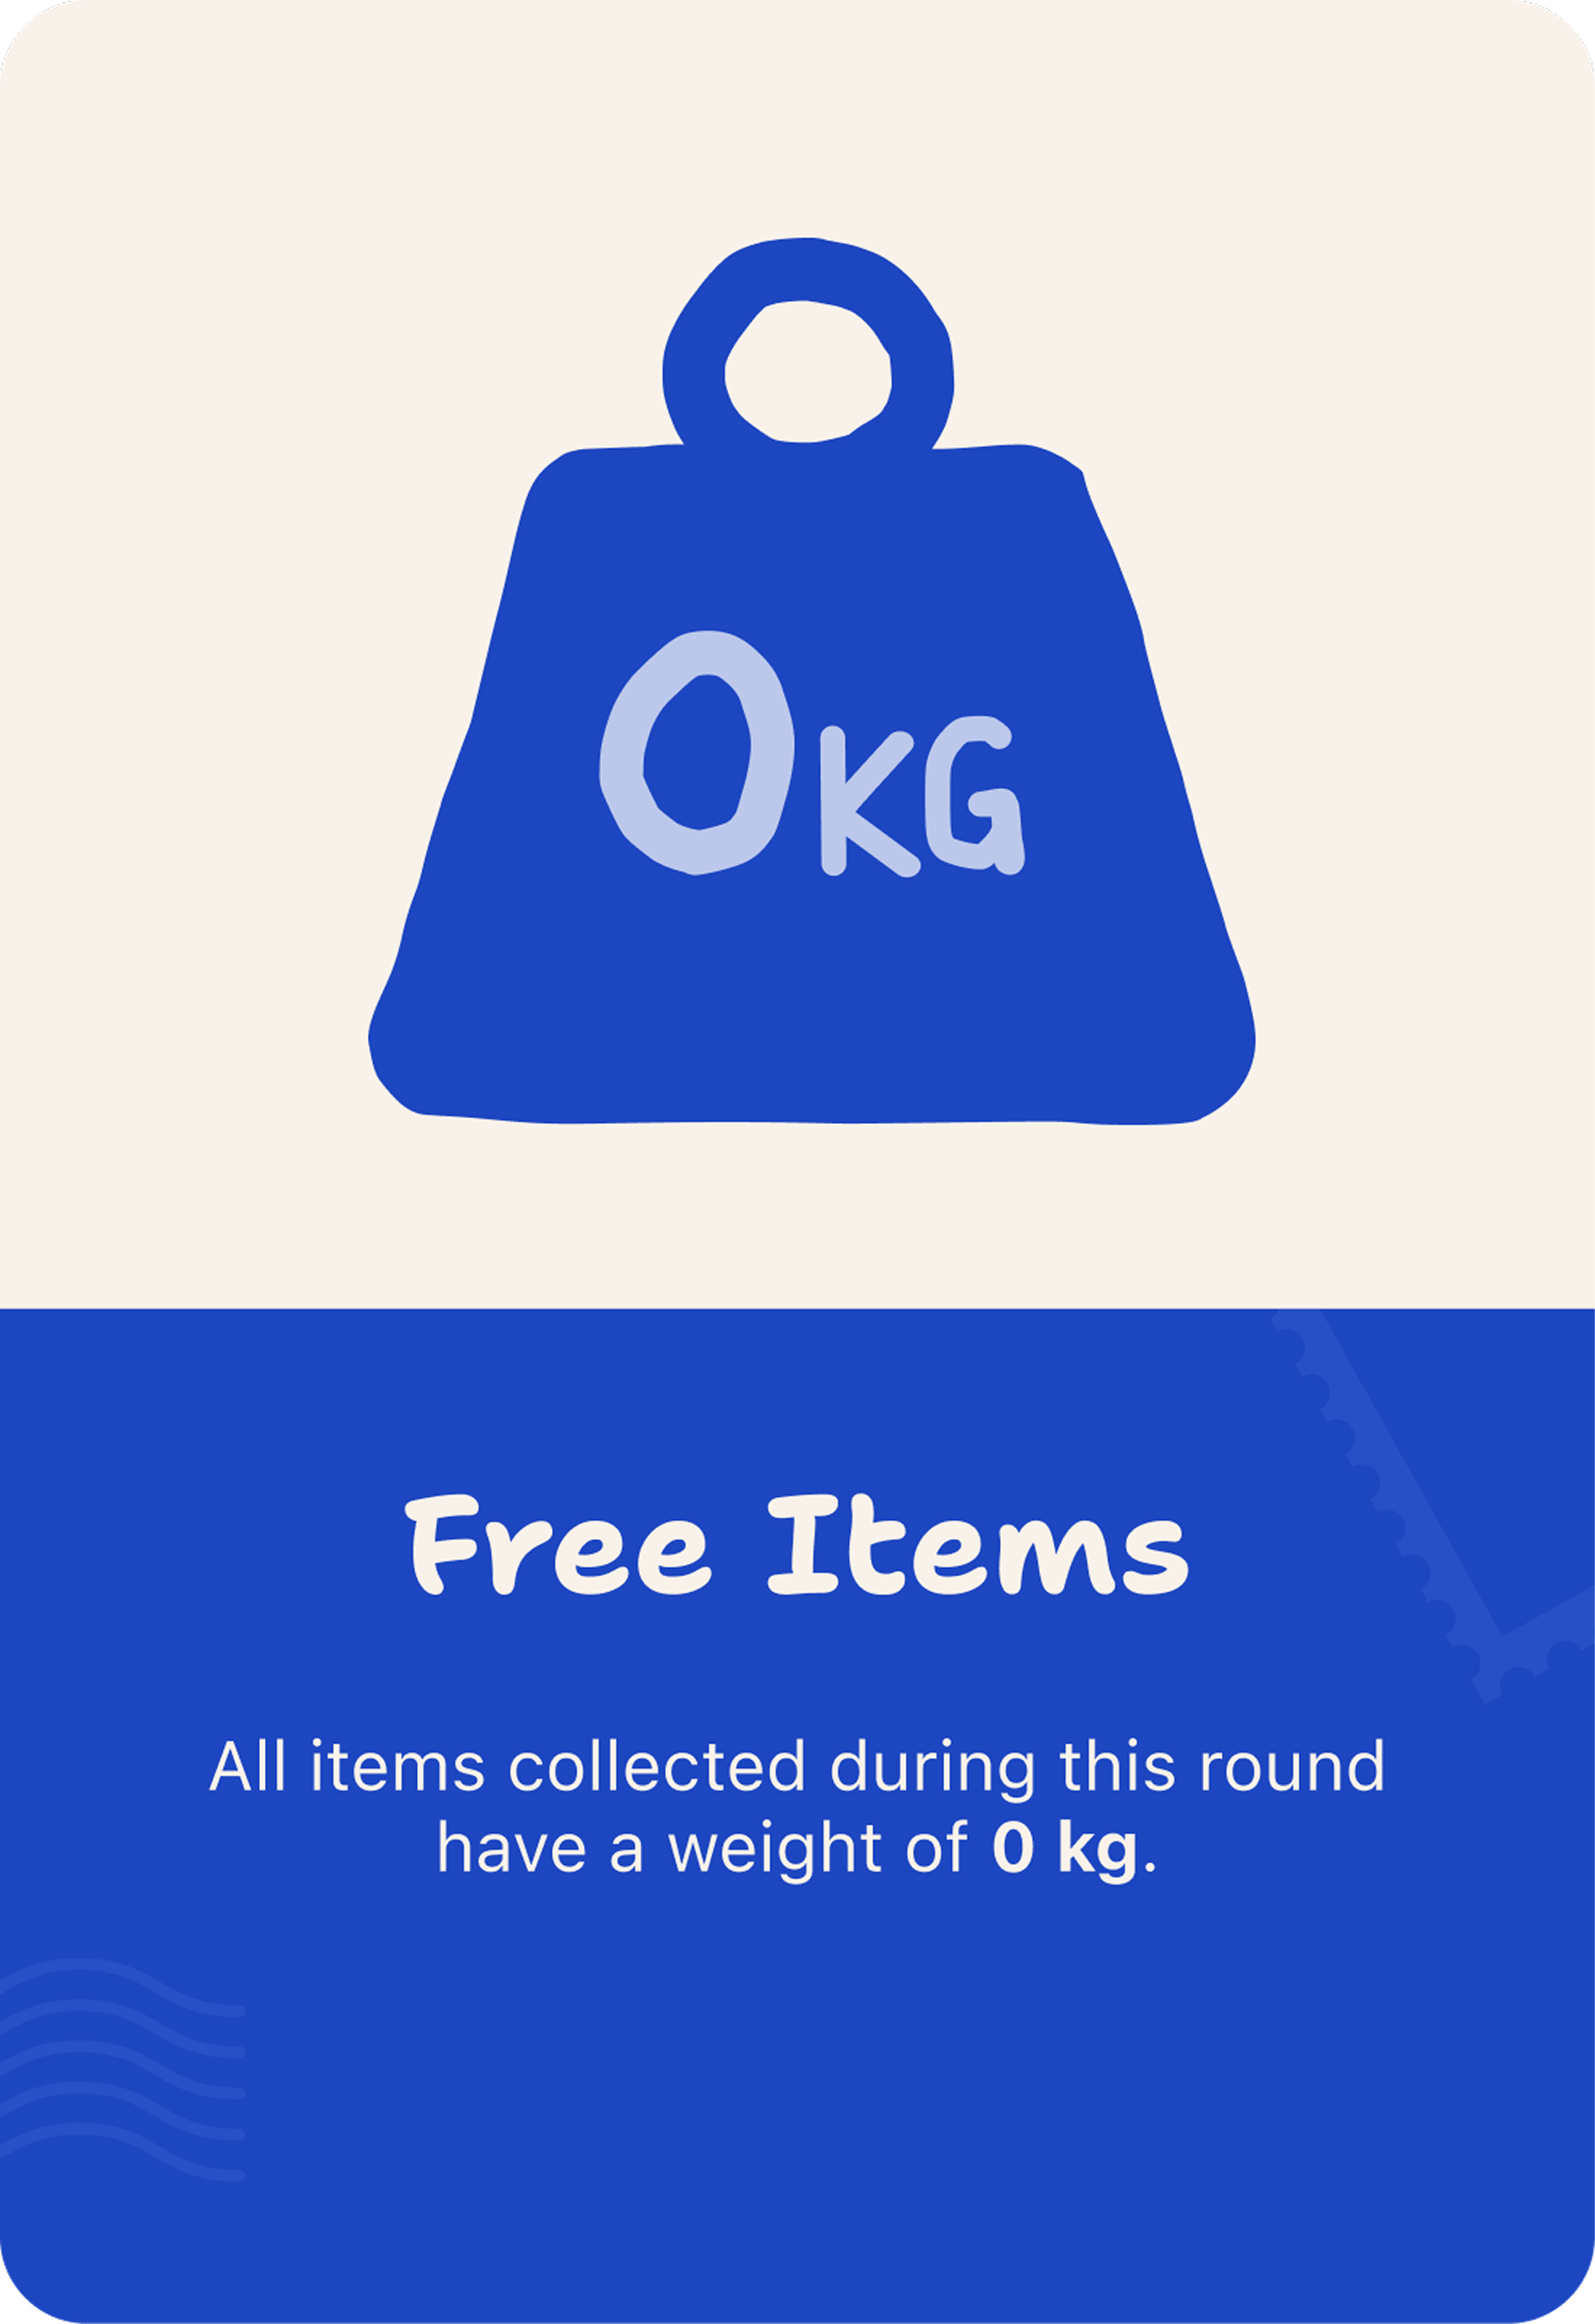 0KG
Free Items
All items collected during this round
have a weight of 0 kg.